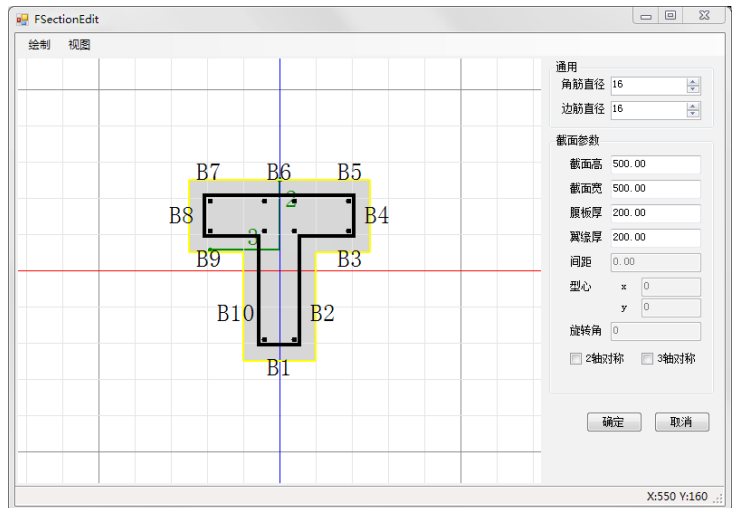 FSectionEdit
绘制 视图
B7 B6 B5
2
B8 B4
3
B9 B3
B10 B2
B1
通用
角筋直径 16
边筋直径 16
截面参数
截面高 500.00
截面宽 500.00
腹板厚 200.00
翼缘厚 200.00
间距 0.00
型心 x 0
y 0
旋转角 0
2轴对称 3轴对称
确定 取消
X:550 Y:160